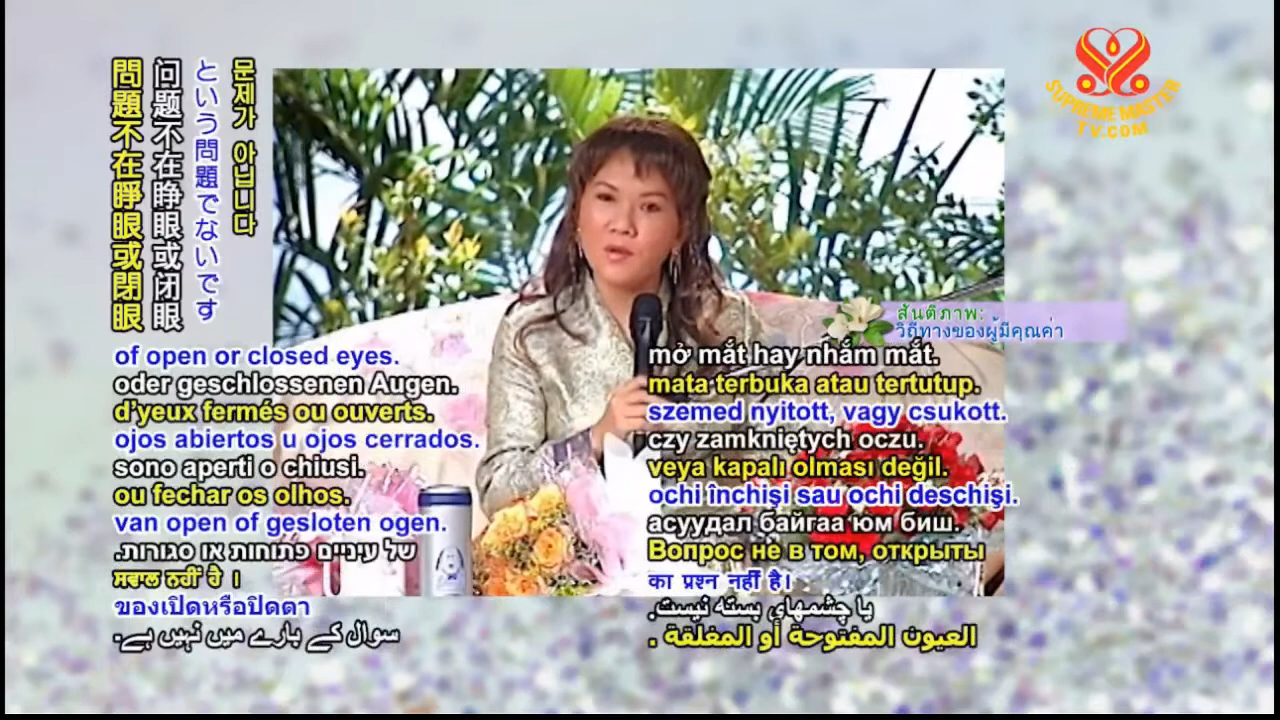 SUPREME MASTER
TV.COM
문제가 아닙니다
という問題でないです
问题不在睁眼或闭眼
問題不在睜眼或閉眼
สันติภาพ:
วิถีทางของผู้มีคุณค่า
of open or closed eyes.
oder geschlossenen Augen.
d'yeux fermés ou ouverts.
ojos abiertos u ojos cerrados.
sono aperti o chiusi.
ou fechar os olhos.
van open of gesloten ogen.
של עיניים פתוחות או סגורות.
ਸਵਾਲ ਨਹੀਂ ਹੈ ।
ของเปิดหรือปิดตา
سوال کے بارے میں نہیں ہے.
mở mắt hay nhắm mắt.
mata terbuka atau tertutup.
szemed nyitott, vagy csukott.
czy zamkniętych oczu.
veya kapalı olması değil.
ochi închişi sau ochi deschişi.
асуудал байгаа юм биш.
Вопрос не в том, открыты
का प्रश्न नहीं है।
یا چشمهای بسته نیست.
العيون المفتوحة أو المغلقة .